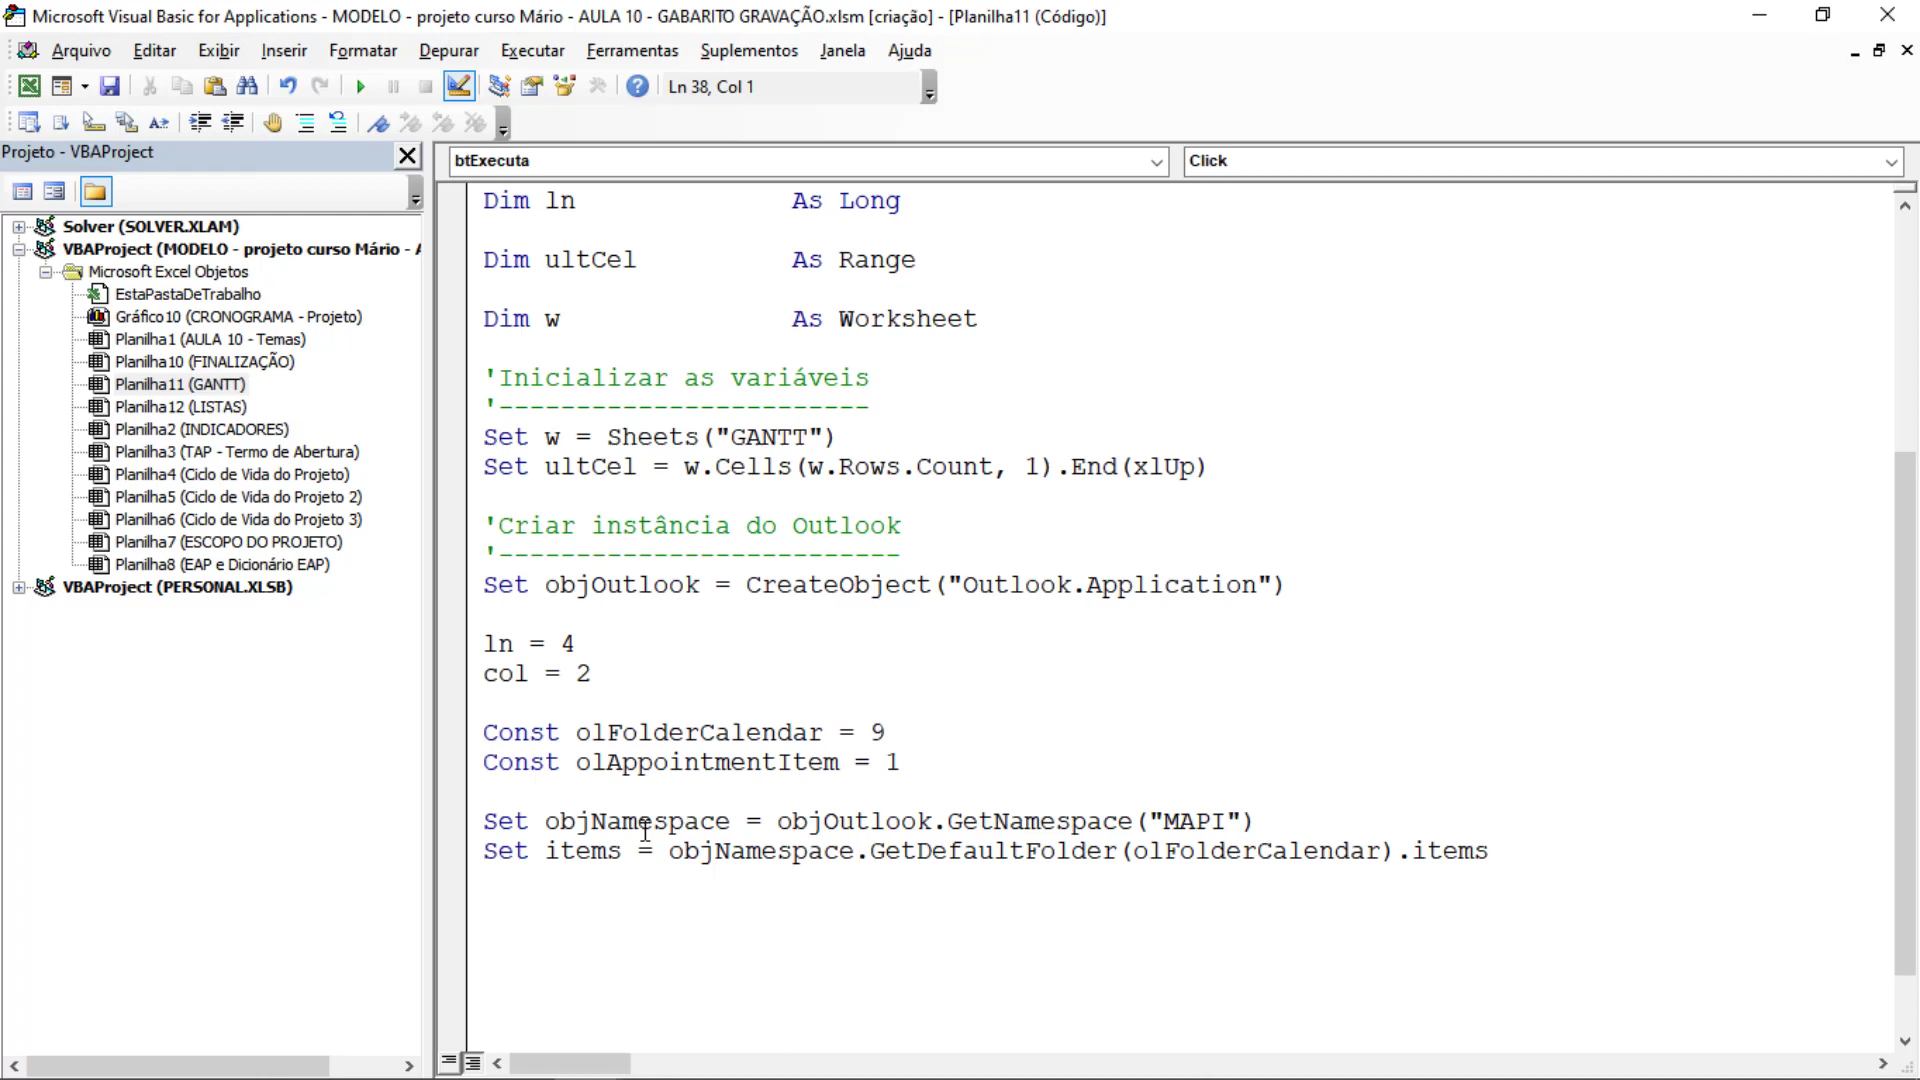 Microsoft Visual Basic for Applications - MODELO - projeto curso Mário - AULA 10 - GABARITO GRAVAÇÃO.xlsm [criação] - [Planilha11 (Código)]
Arquivo Editar Exibir Inserir Formatar Depurar Executar Ferramentas Suplementos Janela Ajuda
Ln 38, Col 1
Projeto - VBAProject
btExecuta
Click
Solver (SOLVER.XLAM)
VBAProject (MODELO - projeto curso Mário - A
Microsoft Excel Objetos
EstaPastaDeTrabalho
Gráfico10 (CRONOGRAMA - Projeto)
Planilha1 (AULA 10 - Temas)
Planilha10 (FINALIZAÇÃO)
Planilha11 (GANTT)
Planilha12 (LISTAS)
Planilha2 (INDICADORES)
Planilha3 (TAP - Termo de Abertura)
Planilha4 (Ciclo de Vida do Projeto)
Planilha5 (Ciclo de Vida do Projeto 2)
Planilha6 (Ciclo de Vida do Projeto 3)
Planilha7 (ESCOPO DO PROJETO)
Planilha8 (EAP e Dicionário EAP)
VBAProject (PERSONAL.XLSB)
Dim ln As Long
Dim ultCel As Range
Dim w As Worksheet
'Inicializar as variáveis
'------------------------
Set w = Sheets("GANTT")
Set ultCel = w.Cells(w.Rows.Count, 1).End(xlUp)
'Criar instância do Outlook
'--------------------------
Set objOutlook = CreateObject("Outlook.Application")
ln = 4
col = 2
Const olFolderCalendar = 9
Const olAppointmentItem = 1
Set objNamespace = objOutlook.GetNamespace("MAPI")
Set items = objNamespace.GetDefaultFolder(olFolderCalendar).items